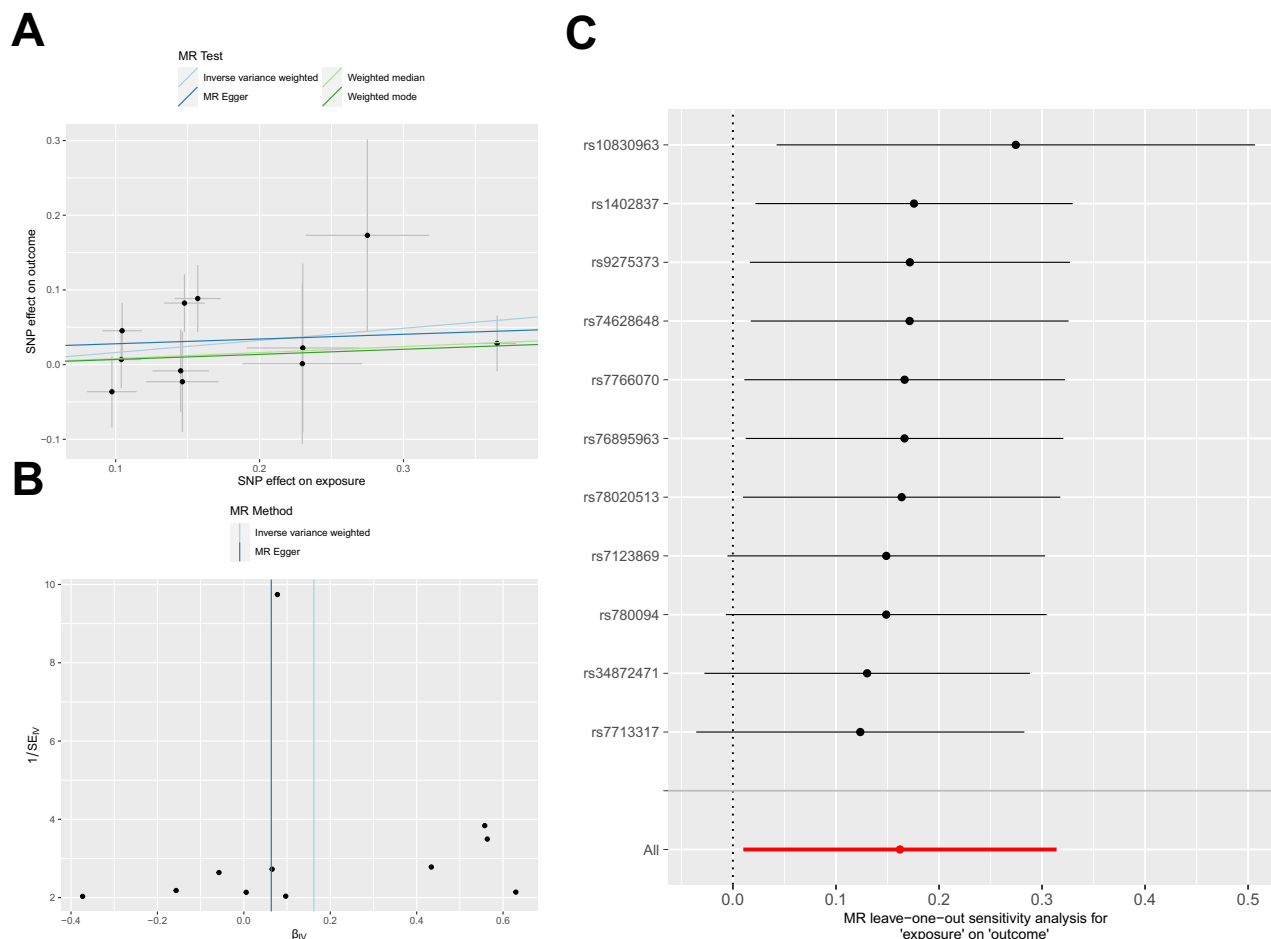 A
MR Test
Inverse variance weighted
Weighted median
MR Egger
Weighted mode
0.3
0.2
0.1
0.0
−0.1
SNP effect on outcome
0.1
0.2
0.3
SNP effect on exposure
B
MR Method
Inverse variance weighted
MR Egger
10
8
6
4
2
1/SE_IV
−0.4
−0.2
0.0
0.2
0.4
0.6
β_IV
C
rs10830963
rs1402837
rs9275373
rs74628648
rs7766070
rs76895963
rs78020513
rs7123869
rs780094
rs34872471
rs7713317
All
0.0
0.1
0.2
0.3
0.4
0.5
MR leave−one−out sensitivity analysis for
'exposure' on 'outcome'